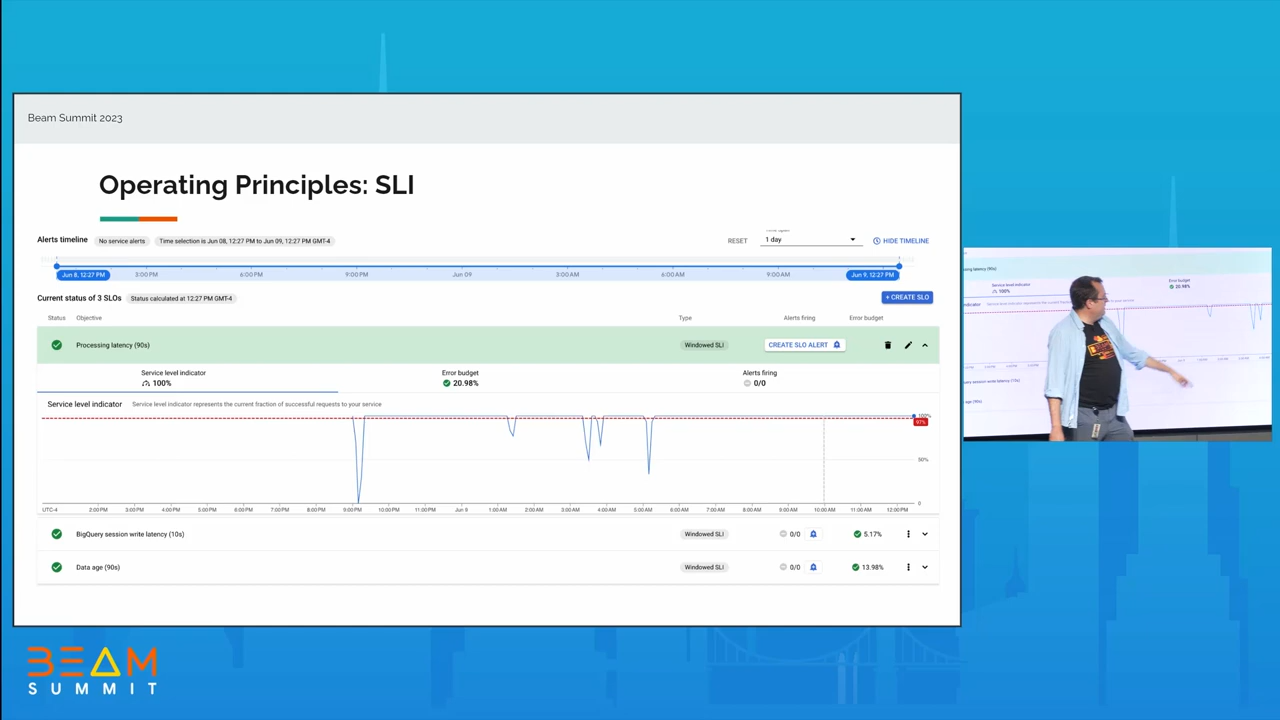 Beam Summit 2023
Operating Principles: SLI
Alerts timeline No service alerts Time selection is Jun 08, 12:27 PM to Jun 09, 12:27 PM GMT-4 RESET 1 day HIDE TIMELINE
Jun 8, 12:27 PM 3:00 PM 6:00 PM 9:00 PM Jun 09 3:00 AM 6:00 AM 9:00 AM Jun 9, 12:27 PM
Current status of 3 SLOs Status calculated at 12:27 PM GMT-4 + CREATE SLO
Status Objective Type Alerts firing Error budget
Processing latency (90s) Windowed SLI CREATE SLO ALERT
Service level indicator Error budget Alerts firing
100% 20.98% 0/0
Service level indicator Service level indicator represents the current fraction of successful requests to your service
100%
97%
50%
0
UTC-4 2:00 PM 3:00 PM 4:00 PM 5:00 PM 6:00 PM 7:00 PM 8:00 PM 9:00 PM 10:00 PM 11:00 PM Jun 9 1:00 AM 2:00 AM 3:00 AM 4:00 AM 5:00 AM 6:00 AM 7:00 AM 8:00 AM 9:00 AM 10:00 AM 11:00 AM 12:00 PM
BigQuery session write latency (10s) Windowed SLI 0/0 5.17%
Data age (90s) Windowed SLI 0/0 13.98%
Service level indicator
100%
Error budget
20.98%
BEAM
SUMMIT